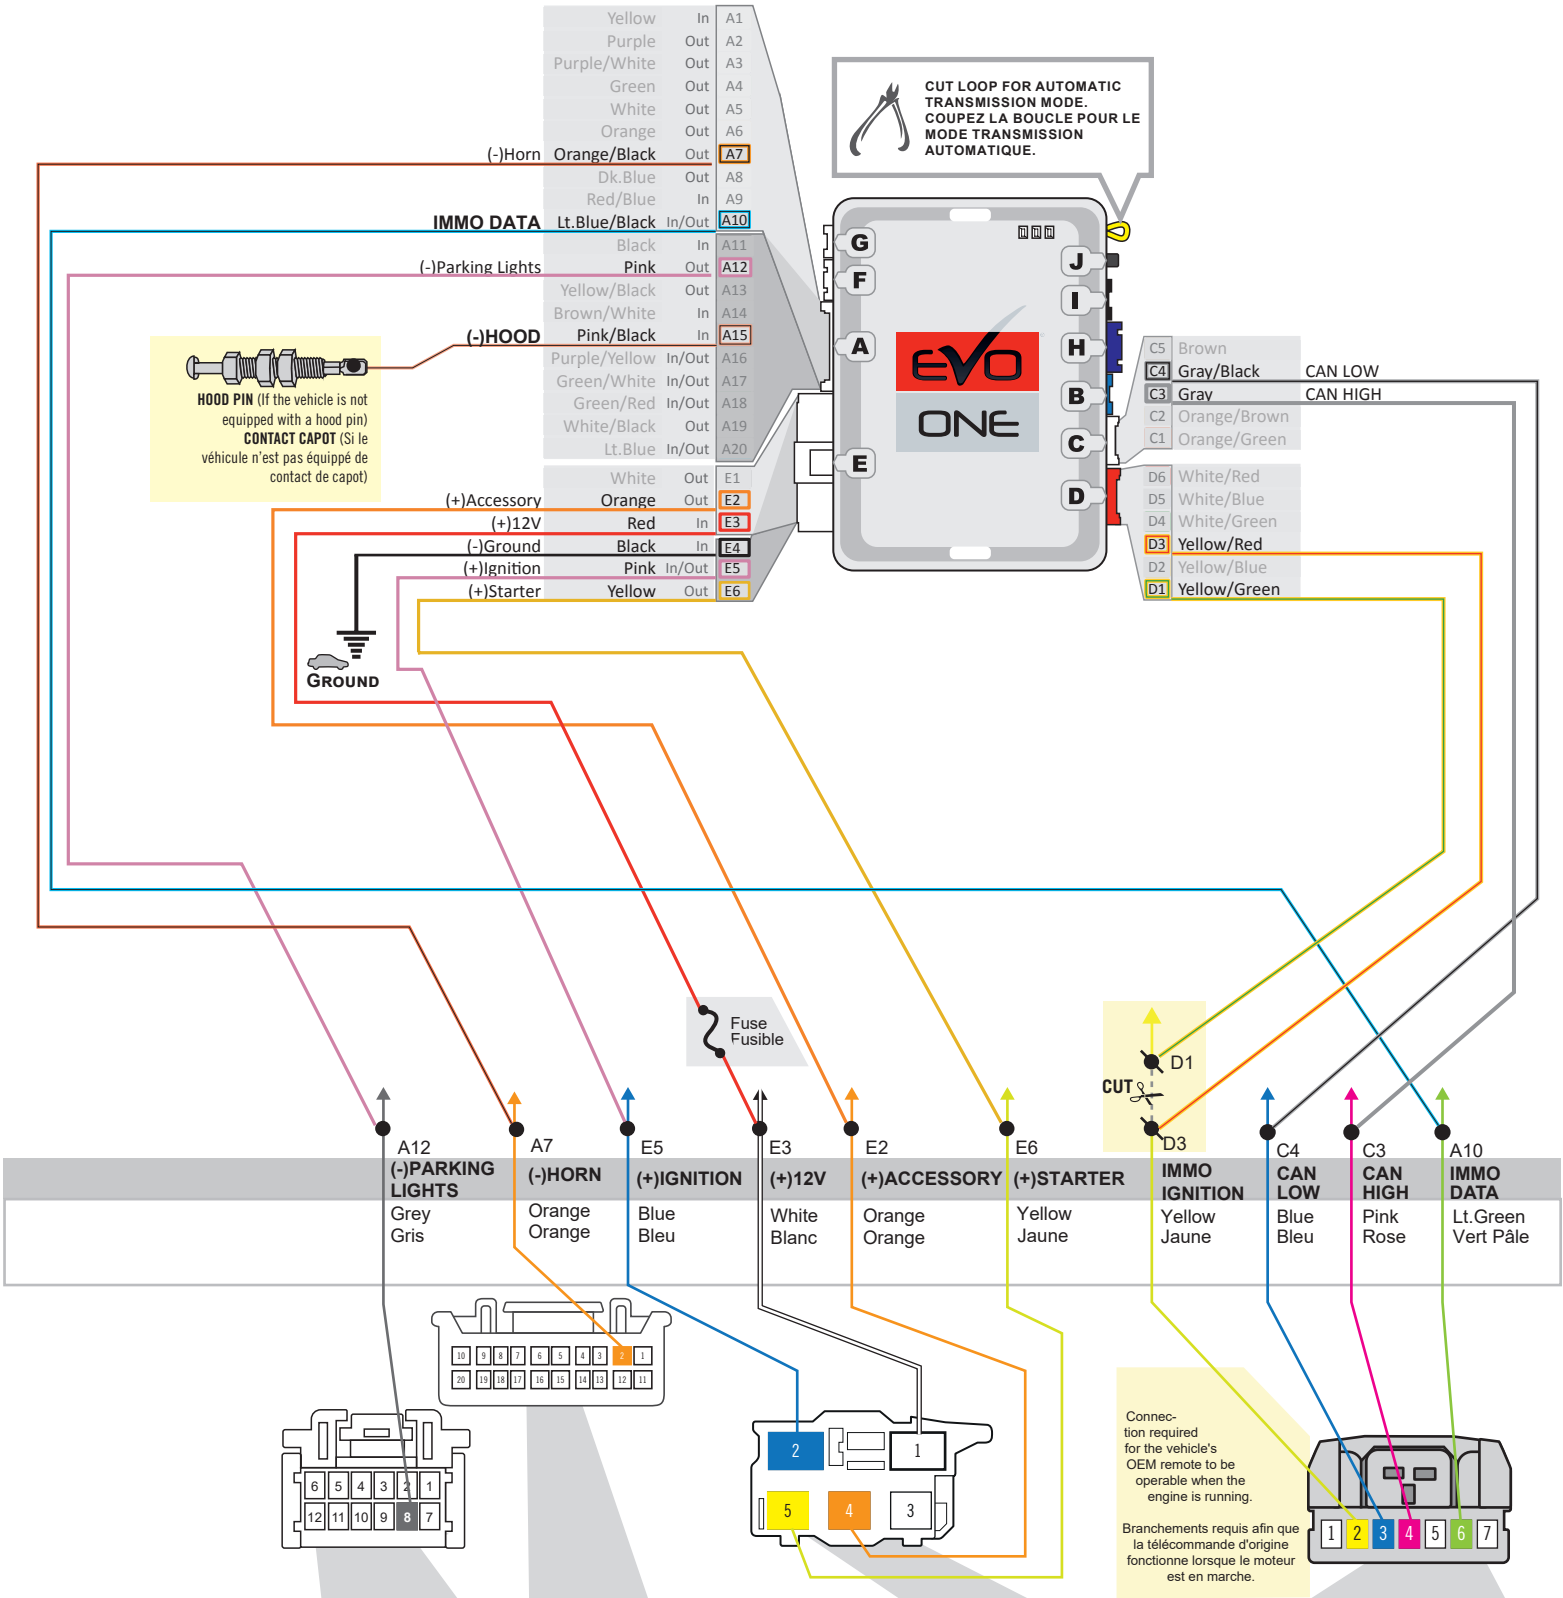 Yellow In A1
Purple Out A2
Purple/White Out A3
Green Out A4
White Out A5
Orange Out A6
(-)Horn Orange/Black Out A7
Dk.Blue Out A8
Red/Blue In A9
IMMO DATA Lt.Blue/Black In/Out A10
Black In A11
(-)Parking Lights Pink Out A12
Yellow/Black Out A13
Brown/White In A14
(-)HOOD Pink/Black In A15
Purple/Yellow In/Out A16
Green/White In/Out A17
Green/Red In/Out A18
White/Black Out A19
Lt.Blue In/Out A20
White Out E1
(+)Accessory Orange Out E2
(+)12V Red In E3
(-)Ground Black In E4
(+)Ignition Pink In/Out E5
(+)Starter Yellow Out E6
HOOD PIN (If the vehicle is not
equipped with a hood pin)
CONTACT CAPOT (Si le
véhicule n'est pas équippé de
contact de capot)
GROUND
CUT LOOP FOR AUTOMATIC
TRANSMISSION MODE.
COUPEZ LA BOUCLE POUR LE
MODE TRANSMISSION
AUTOMATIQUE.
G
F
A
E
J
I
H
B
C
D
EVO
ONE
C5 Brown
C4 Gray/Black CAN LOW
C3 Gray CAN HIGH
C2 Orange/Brown
C1 Orange/Green
D6 White/Red
D5 White/Blue
D4 White/Green
D3 Yellow/Red
D2 Yellow/Blue
D1 Yellow/Green
Fuse
Fusible
D1
CUT
D3
A12
(-)PARKING
LIGHTS
Grey
Gris
A7
(-)HORN
Orange
Orange
E5
(+)IGNITION
Blue
Bleu
E3
(+)12V
White
Blanc
E2
(+)ACCESSORY
Orange
Orange
E6
(+)STARTER
Yellow
Jaune
IMMO
IGNITION
Yellow
Jaune
C4
CAN
LOW
Blue
Bleu
C3
CAN
HIGH
Pink
Rose
A10
IMMO
DATA
Lt.Green
Vert Pâle
10 9 8 7 6 5 4 3 2 1
20 19 18 17 16 15 14 13 12 11
6 5 4 3 2 1
12 11 10 9 8 7
2 1
5 4 3
Connec-
tion required
for the vehicle's
OEM remote to be
operable when the
engine is running.
Branchements requis afin que
la télécommande d'origine
fonctionne lorsque le moteur
est en marche.
1 2 3 4 5 6 7